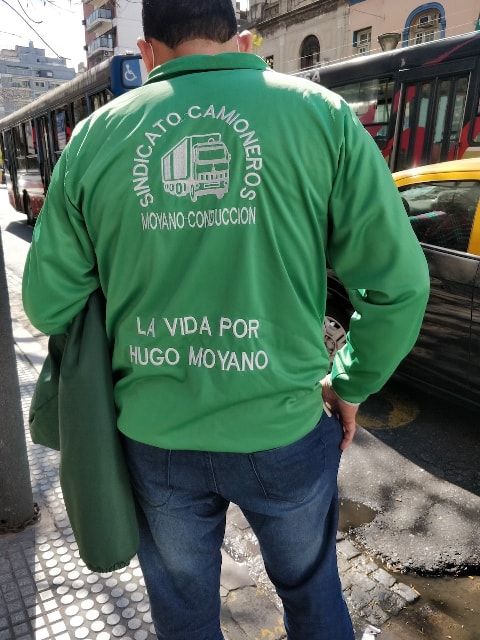 SINDICATO CAMIONEROS
MOYANO CONDUCCION
LA VIDA POR
HUGO MOYANO